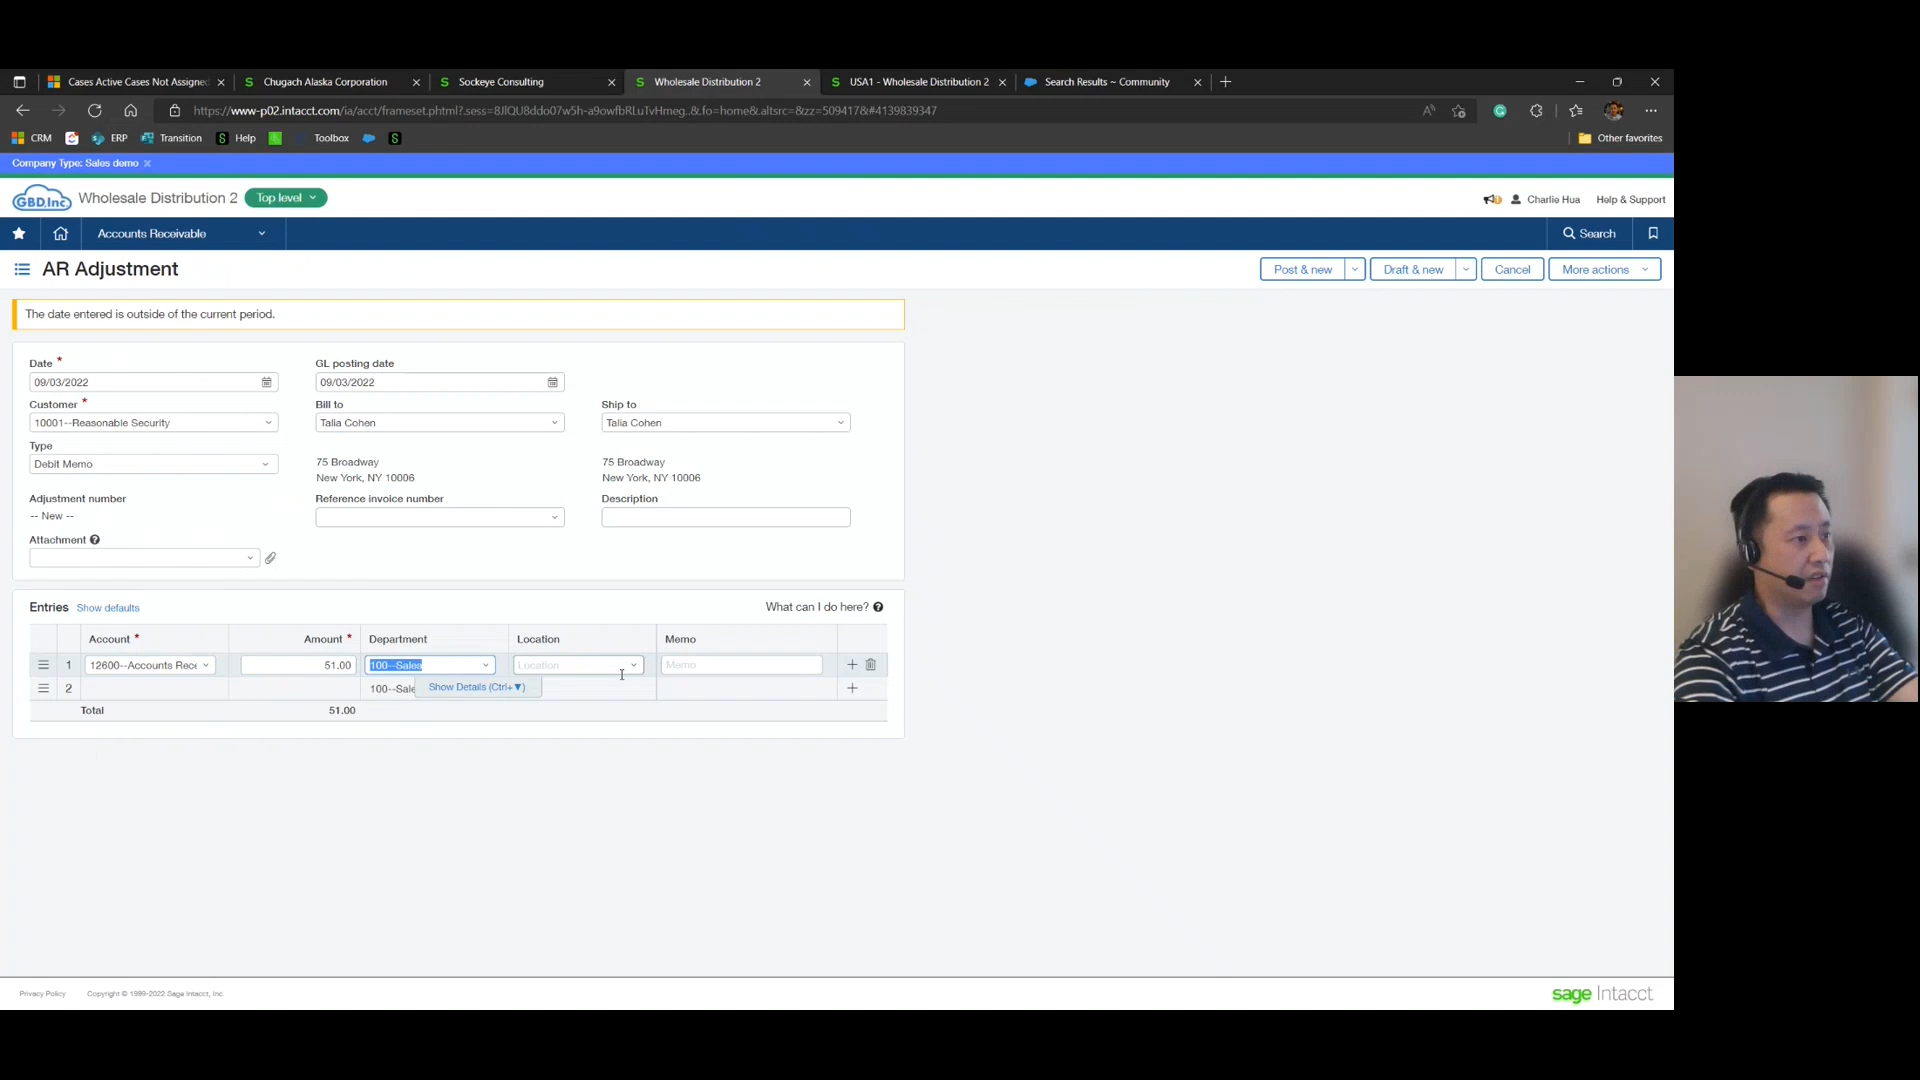 Cases Active Cases Not Assigned
Chugach Alaska Corporation
Sockeye Consulting
Wholesale Distribution 2
USA1 - Wholesale Distribution 2
Search Results ~ Community
https://www-p02.intacct.com/ia/acct/frameset.phtml?.sess=8JlQU8ddo07w5h-a9owfbRLuTvHmeg..&.fo=home&.altsrc=&zz=509417&#4139839347
CRM
ERP
Transition
Help
Toolbox
Other favorites
Company Type: Sales demo
GBD,Inc.
Wholesale Distribution 2
Top level
Charlie Hua
Help & Support
Accounts Receivable
Search
AR Adjustment
Post & new
Draft & new
Cancel
More actions
The date entered is outside of the current period.
Date *
GL posting date
09/03/2022
09/03/2022
Customer *
Bill to
Ship to
10001--Reasonable Security
Talia Cohen
Talia Cohen
Type
Debit Memo
75 Broadway
New York, NY 10006
75 Broadway
New York, NY 10006
Adjustment number
-- New --
Reference invoice number
Description
Attachment
Entries Show defaults
What can I do here?
Account * Amount * Department Location Memo
1 12600--Accounts Rece 51.00 100--Sales Location Memo
2 100--Sale
Show Details (Ctrl+▼)
Total 51.00
Privacy Policy
Copyright © 1999-2022 Sage Intacct, Inc.
sage Intacct